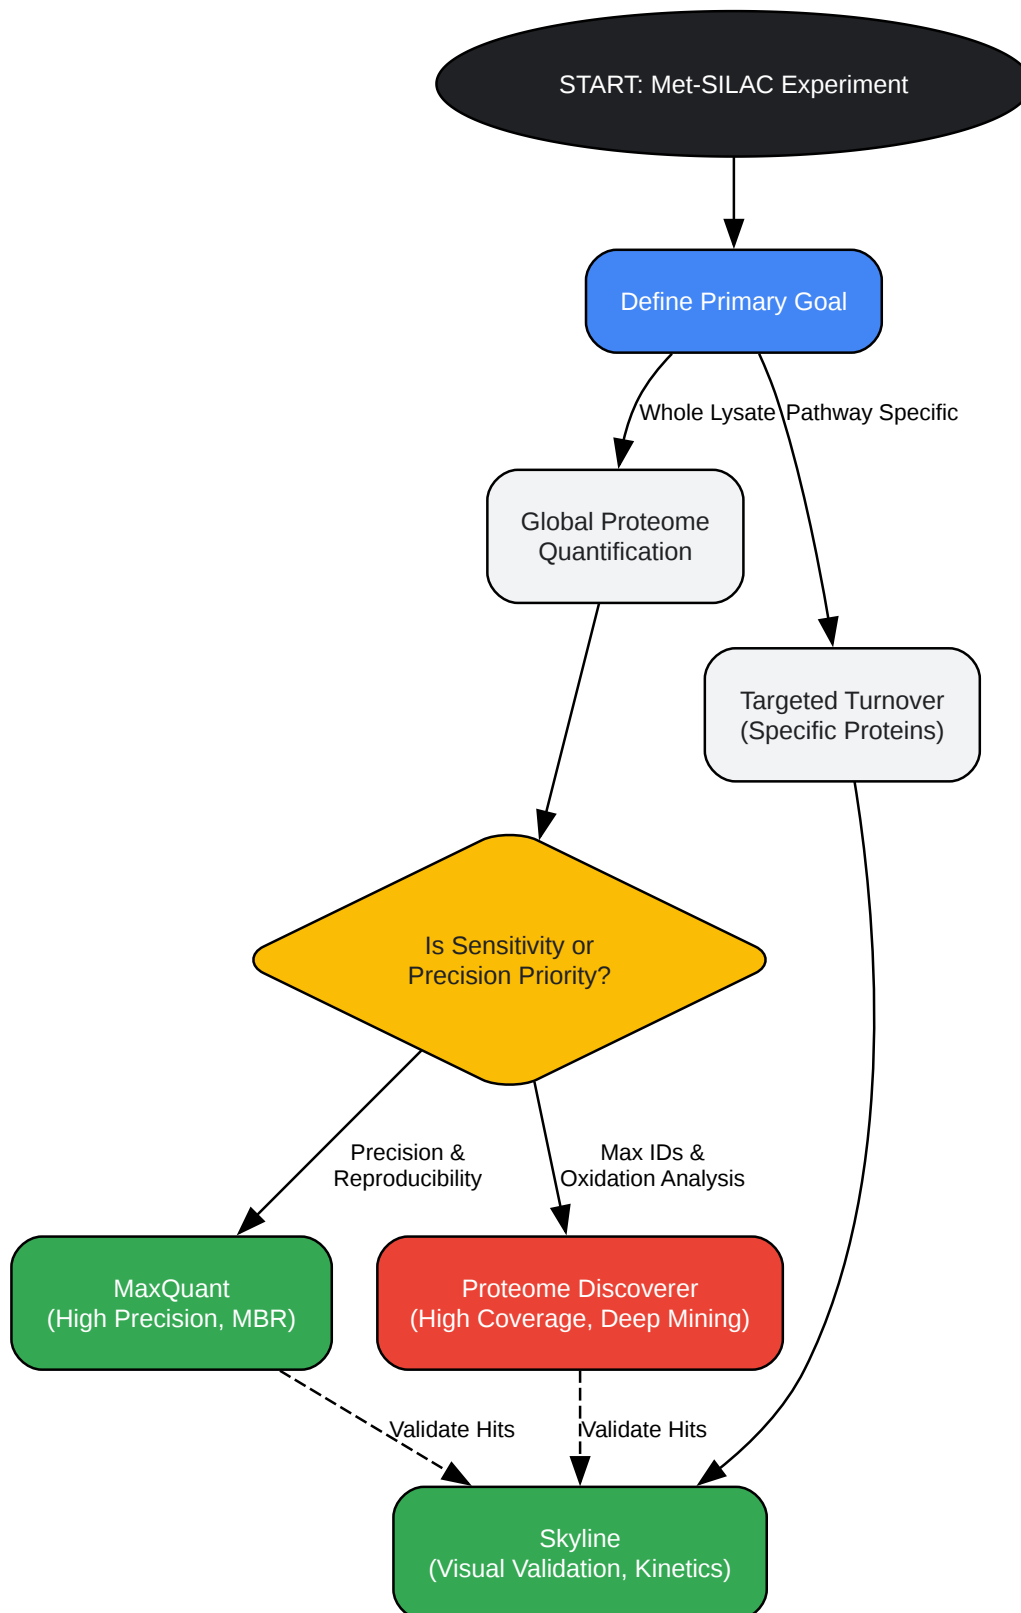 START: Met-SILAC Experiment
Define Primary Goal
Whole Lysate
Pathway Specific
Global Proteome
Quantification
Targeted Turnover
(Specific Proteins)
Is Sensitivity or
Precision Priority?
Precision &
Reproducibility
Max IDs &
Oxidation Analysis
MaxQuant
(High Precision, MBR)
Proteome Discoverer
(High Coverage, Deep Mining)
Validate Hits
Validate Hits
Skyline
(Visual Validation, Kinetics)